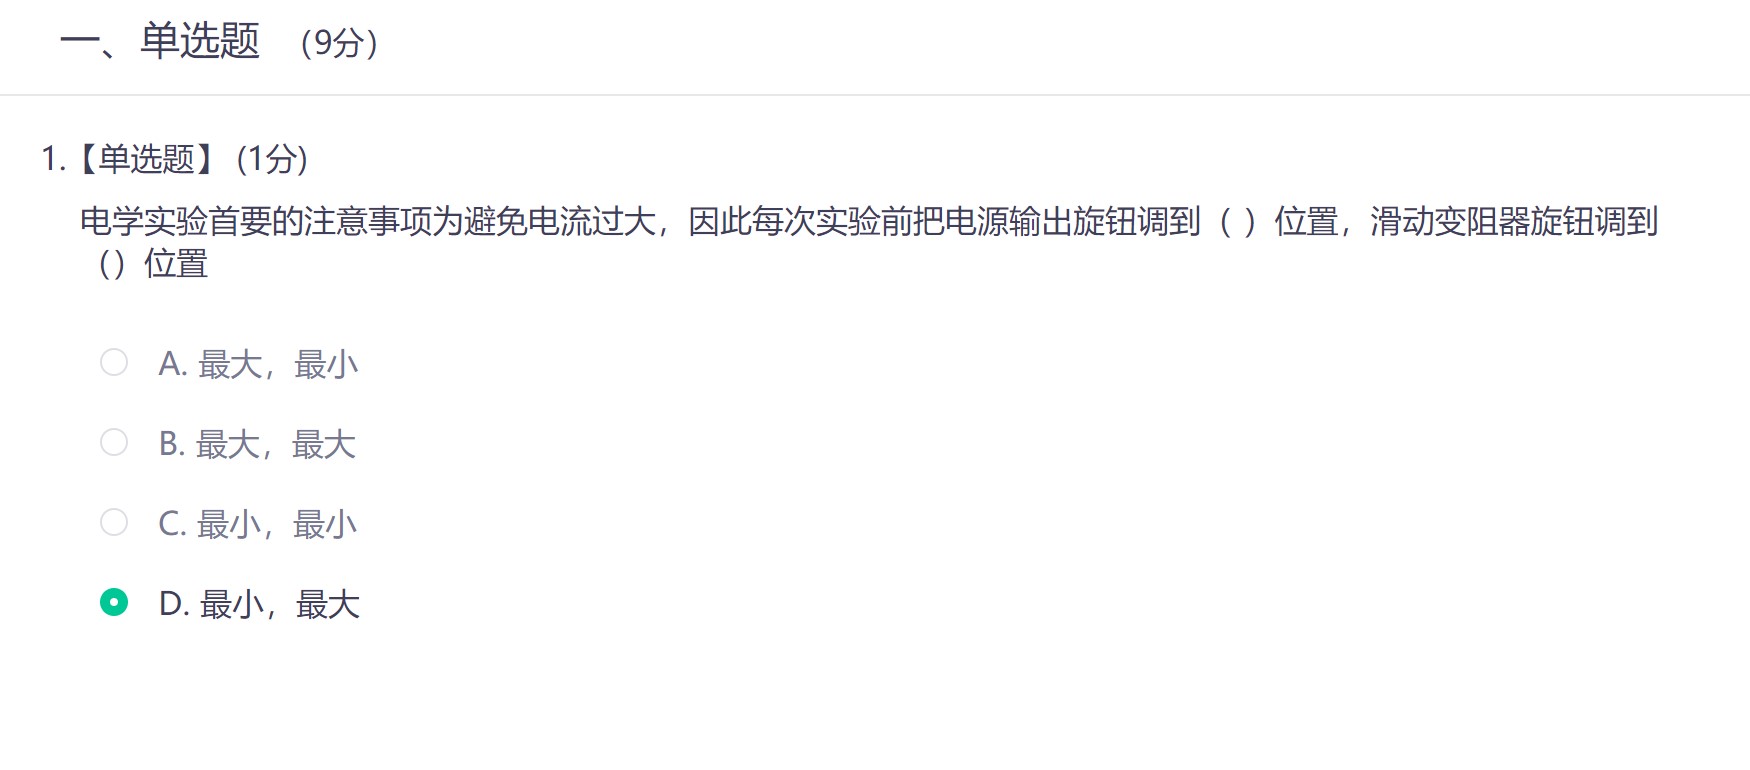 一、单选题 （9分）
1.【单选题】 (1分)
电学实验首要的注意事项为避免电流过大，因此每次实验前把电源输出旋钮调到（ ）位置，滑动变阻器旋钮调到
（）位置
A. 最大，最小
B. 最大，最大
C. 最小，最小
D. 最小，最大